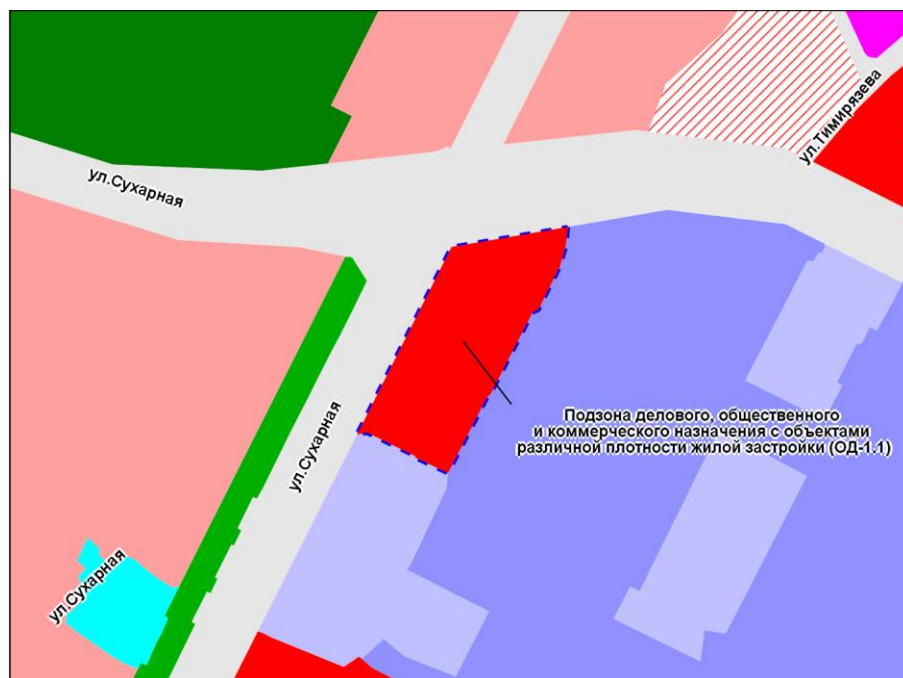 ул.Тимирязева
ул.Сухарная
ул.Сухарная
Подзона делового, общественного
и коммерческого назначения с объектами
различной плотности жилой застройки (ОД-1.1)
ул.Сухарная